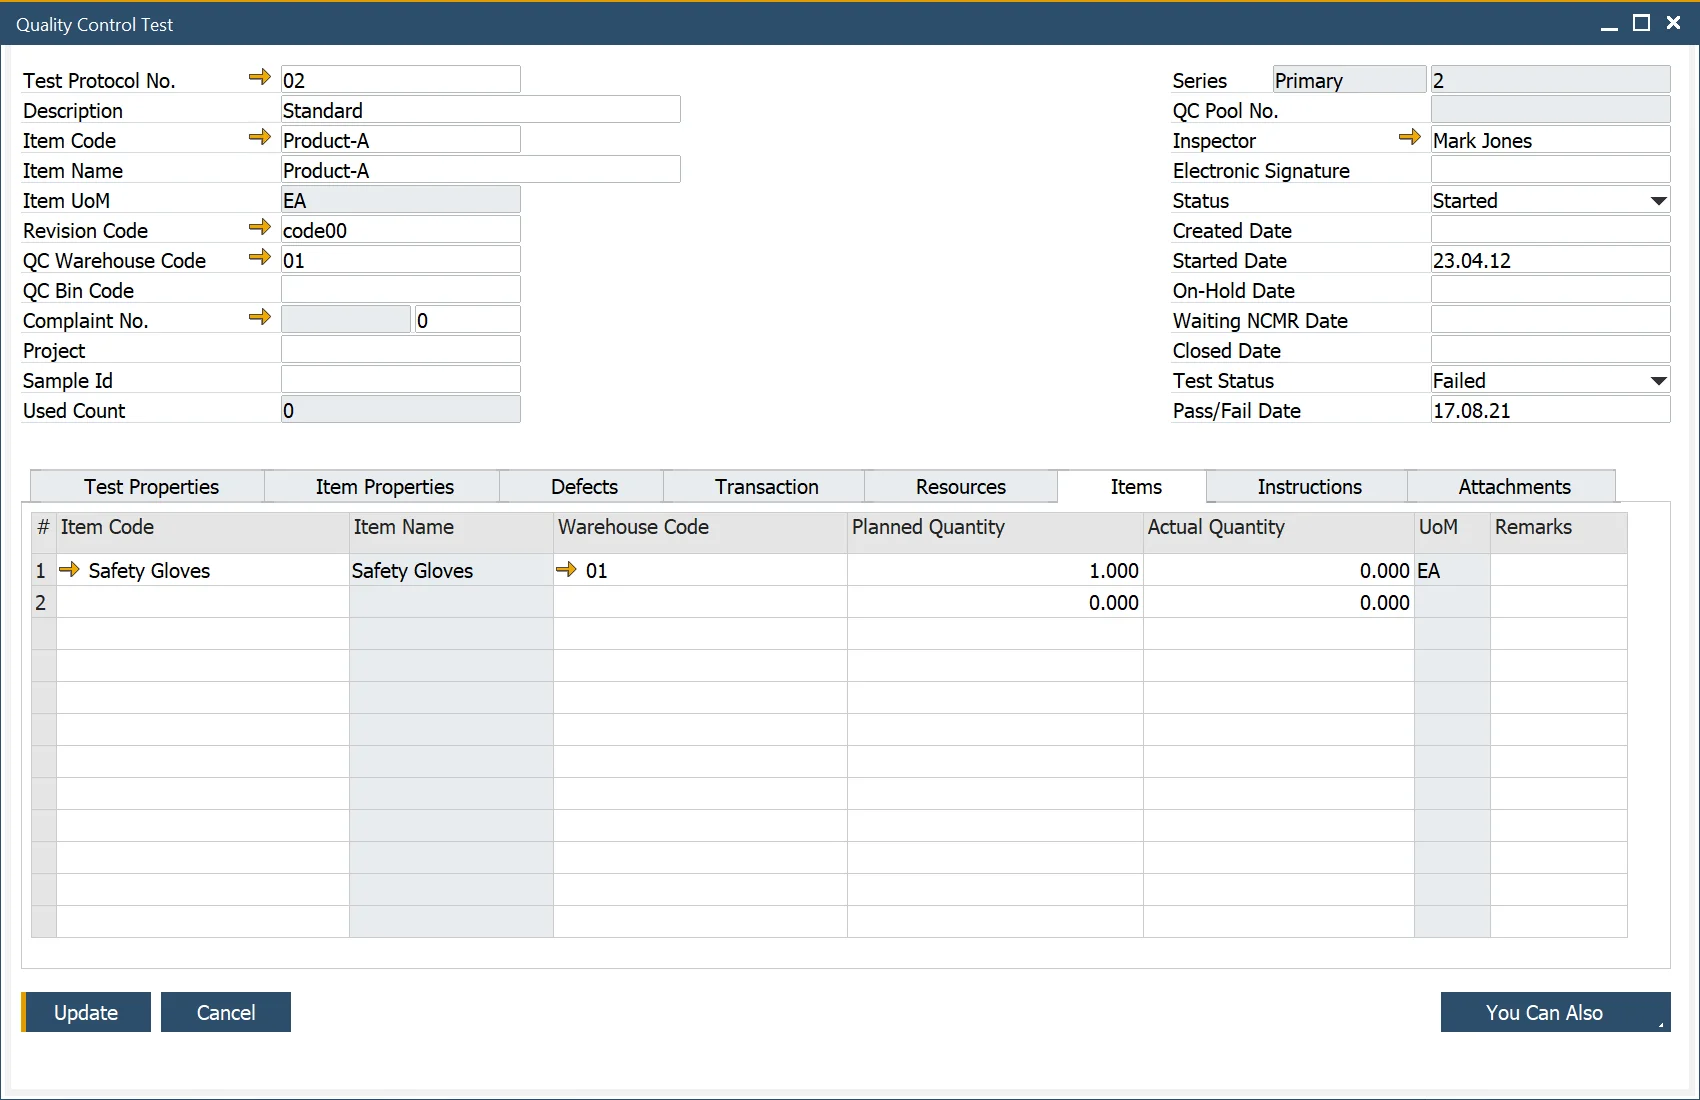 Quality Control Test
Test Protocol No. 02
Description Standard
Item Code Product-A
Item Name Product-A
Item UoM EA
Revision Code code00
QC Warehouse Code 01
QC Bin Code
Complaint No. 0
Project
Sample Id
Used Count 0
Series Primary 2
QC Pool No.
Inspector Mark Jones
Electronic Signature
Status Started
Created Date
Started Date 23.04.12
On-Hold Date
Waiting NCMR Date
Closed Date
Test Status Failed
Pass/Fail Date 17.08.21
Test Properties Item Properties Defects Transaction Resources Items Instructions Attachments
# Item Code Item Name Warehouse Code Planned Quantity Actual Quantity UoM Remarks
1 Safety Gloves Safety Gloves 01 1.000 0.000 EA
2 0.000 0.000
Update Cancel You Can Also